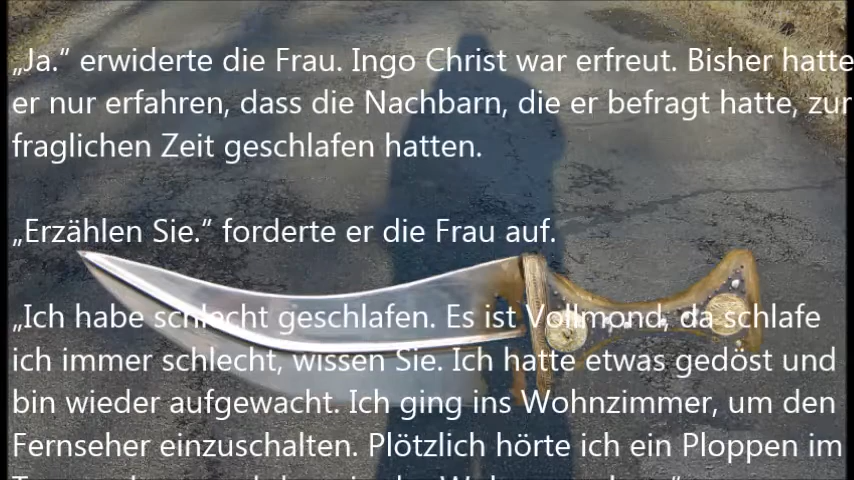 „Ja.“ erwiderte die Frau. Ingo Christ war erfreut. Bisher hatte
er nur erfahren, dass die Nachbarn, die er befragt hatte, zur
fraglichen Zeit geschlafen hatten.
„Erzählen Sie.“ forderte er die Frau auf.
„Ich habe schlecht geschlafen. Es ist Vollmond, da schlafe
ich immer schlecht, wissen Sie. Ich hatte etwas gedöst und
bin wieder aufgewacht. Ich ging ins Wohnzimmer, um den
Fernseher einzuschalten. Plötzlich hörte ich ein Ploppen im